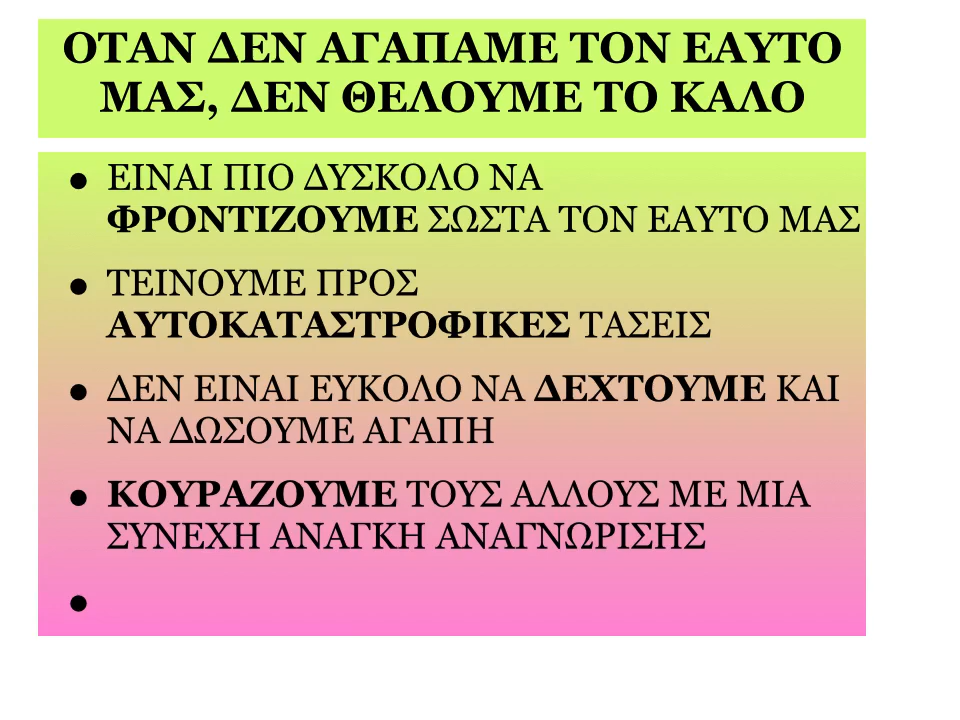 ΟΤΑΝ ΔΕΝ ΑΓΑΠΑΜΕ ΤΟΝ ΕΑΥΤΟ
ΜΑΣ, ΔΕΝ ΘΕΛΟΥΜΕ ΤΟ ΚΑΛΟ
• ΕΙΝΑΙ ΠΙΟ ΔΥΣΚΟΛΟ ΝΑ
ΦΡΟΝΤΙΖΟΥΜΕ ΣΩΣΤΑ ΤΟΝ ΕΑΥΤΟ ΜΑΣ
• ΤΕΙΝΟΥΜΕ ΠΡΟΣ
ΑΥΤΟΚΑΤΑΣΤΡΟΦΙΚΕΣ ΤΑΣΕΙΣ
• ΔΕΝ ΕΙΝΑΙ ΕΥΚΟΛΟ ΝΑ ΔΕΧΤΟΥΜΕ ΚΑΙ
ΝΑ ΔΩΣΟΥΜΕ ΑΓΑΠΗ
• ΚΟΥΡΑΖΟΥΜΕ ΤΟΥΣ ΑΛΛΟΥΣ ΜΕ ΜΙΑ
ΣΥΝΕΧΗ ΑΝΑΓΚΗ ΑΝΑΓΝΩΡΙΣΗΣ
•